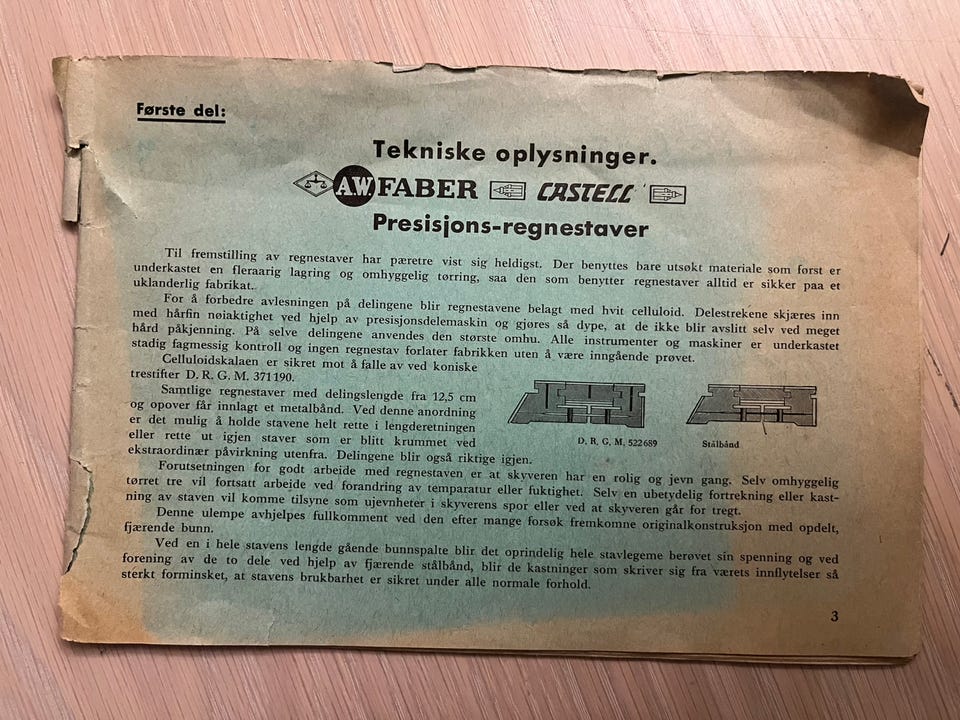 Første del:
Tekniske oplysninger.
A.W. FABER CASTELL
Presisjons-regnestaver
Til fremstilling av regnestaver har pæretre vist sig heldigst. Der benyttes bare utsøkt materiale som først er
underkastet en fleraarig lagring og omhyggelig tørring, saa den som benytter regnestaver alltid er sikker paa et
uklanderlig fabrikat.
For å forbedre avlesningen på delingene blir regnestavene belagt med hvit celluloid. Delestrekene skjæres inn
med hårfin nøiaktighet ved hjelp av presisjonsdelemaskin og gjøres så dype, at de ikke blir avslitt selv ved meget
hård påkjenning. På selve delingene anvendes den største omhu. Alle instrumenter og maskiner er underkastet
stadig fagmessig kontroll og ingen regnestav forlater fabrikken uten å være inngående prøvet.
Celluloidskalaen er sikret mot å falle av ved koniske
trestifter D. R. G. M. 371190.
Samtlige regnestaver med delingslengde fra 12,5 cm
og opover får innlagt et metalbånd. Ved denne anordning
er det mulig å holde stavene helt rette i lengderetningen
eller rette ut igjen staver som er blitt krummet ved
ekstraordinær påvirkning utenfra. Delingene blir også riktige igjen.
D. R. G. M. 522689
Stålbånd
Forutsetningen for godt arbeide med regnestaven er at skyveren har en rolig og jevn gang. Selv omhyggelig
tørret tre vil fortsatt arbeide ved forandring av temperatur eller fuktighet. Selv en ubetydelig fortrekning eller kast-
ning av staven vil komme tilsyne som ujevnheter i skyverens spor eller ved at skyveren går for tregt.
Denne ulempe avhjelpes fullkomment ved den efter mange forsøk fremkomne originalkonstruksjon med opdelt,
fjærende bunn.
Ved en i hele stavens lengde gående bunnspalte blir det oprindelig hele stavlegeme berøvet sin spenning og ved
forening av de to dele ved hjelp av fjærende stålbånd, blir de kastninger som skriver sig fra værets innflytelser så
sterkt forminsket, at stavens brukbarhet er sikret under alle normale forhold.
3